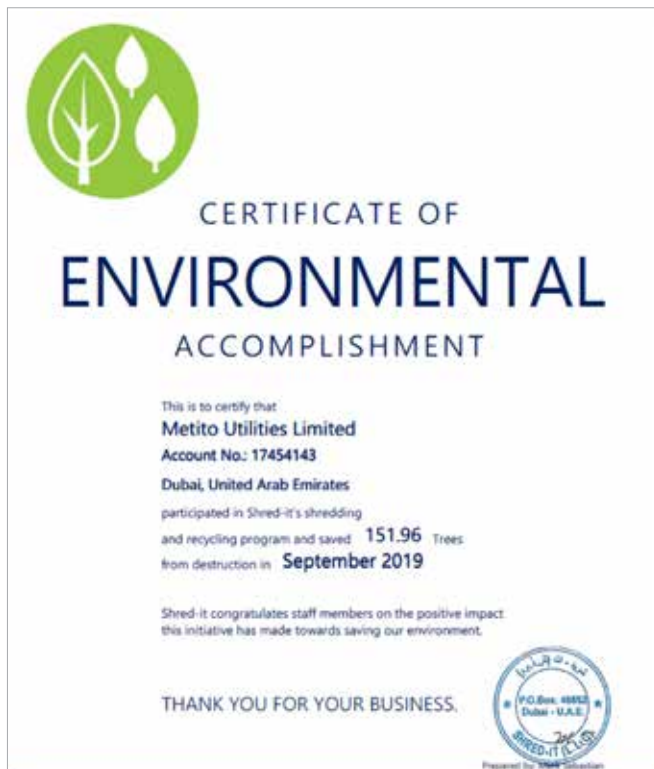 CERTIFICATE OF
ENVIRONMENTAL
ACCOMPLISHMENT
This is to certify that
Metito Utilities Limited
Account No.: 17454143
Dubai, United Arab Emirates
participated in Shred-it's shredding
and recycling program and saved 151.96 Trees
from destruction in September 2019
Shred-it congratulates staff members on the positive impact
this initiative has made towards saving our environment.
THANK YOU FOR YOUR BUSINESS.
P.O.Box:
Dubai - U.A.E.
SHRED-IT (L.L.C)
Prepared by: Sebastian